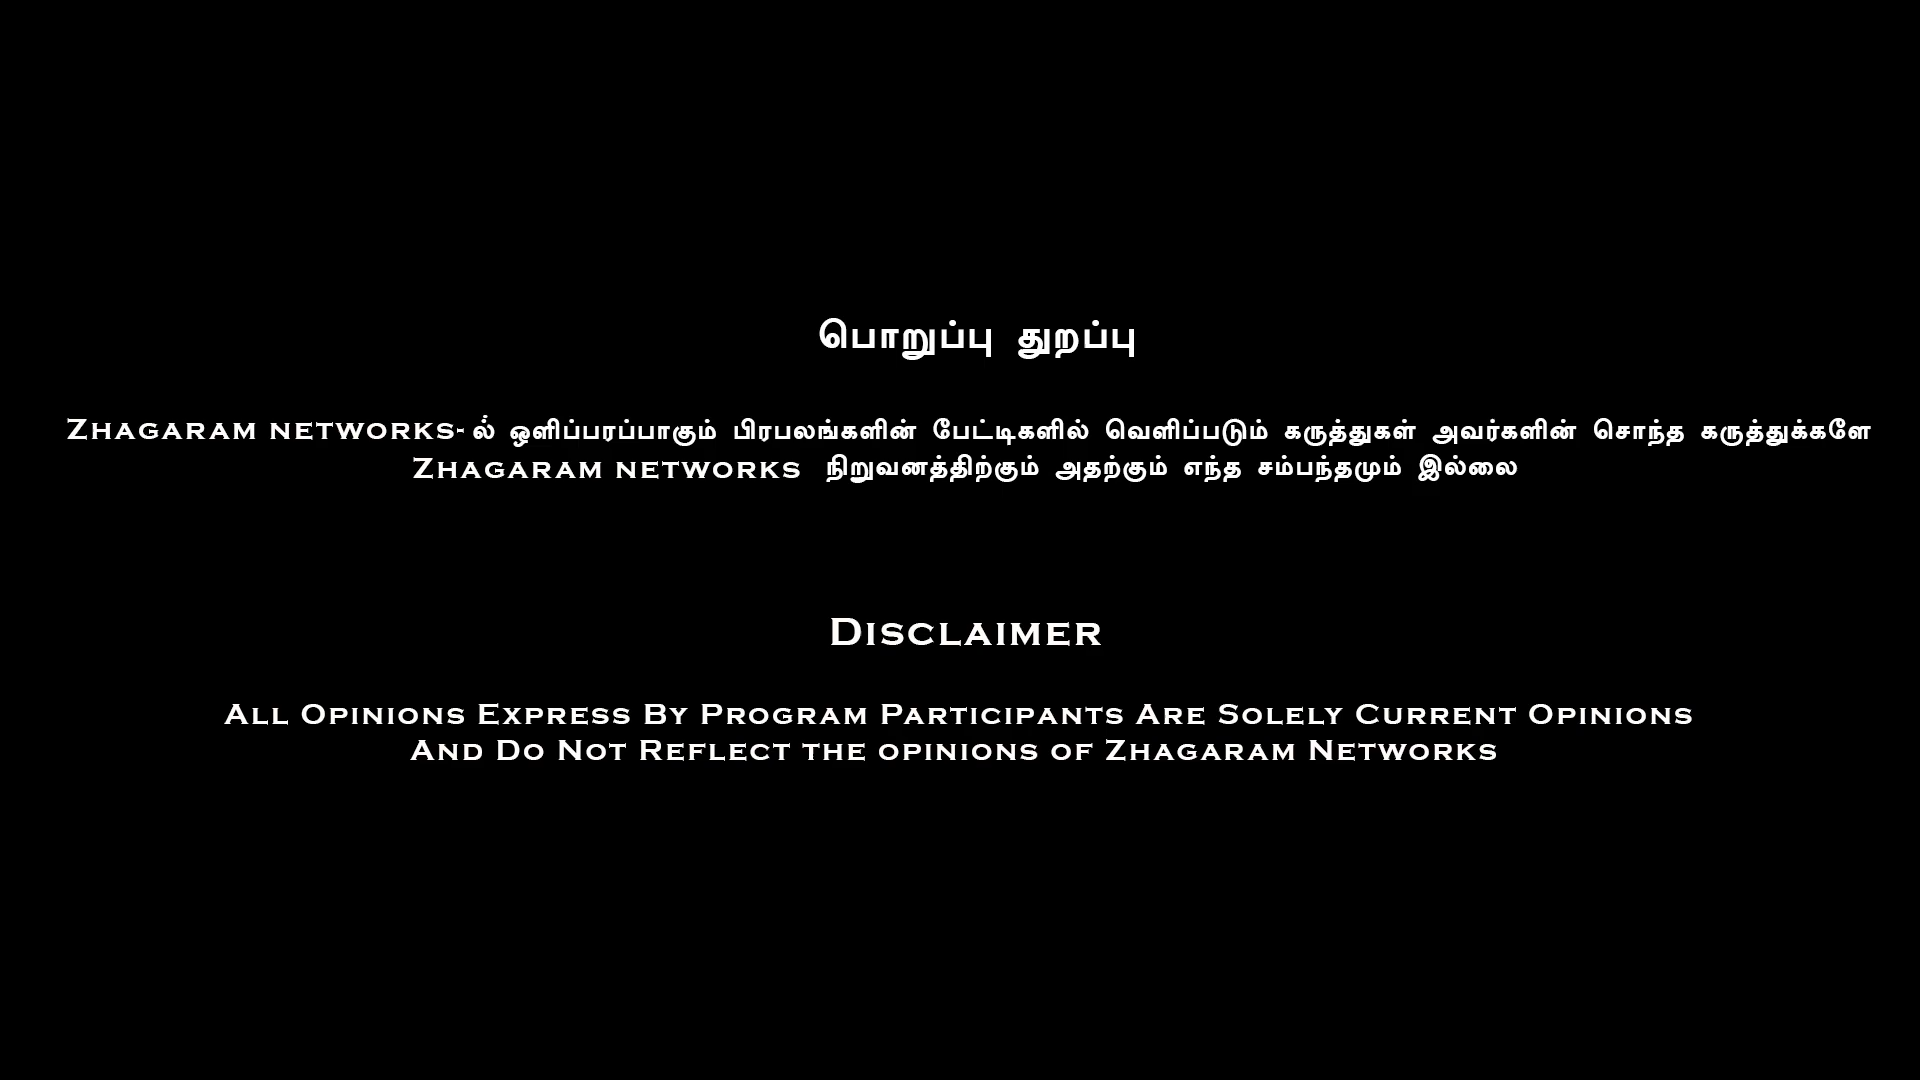 பொறுப்பு துறப்பு
Zhagaram networks-ல் ஒளிப்பரப்பாகும் பிரபலங்களின் பேட்டிகளில் வெளிப்படும் கருத்துகள் அவர்களின் சொந்த கருத்துக்களே
Zhagaram networks நிறுவனத்திற்கும் அதற்கும் எந்த சம்பந்தமும் இல்லை
Disclaimer
All Opinions Express By Program Participants Are Solely Current Opinions
And Do Not Reflect the opinions of Zhagaram Networks